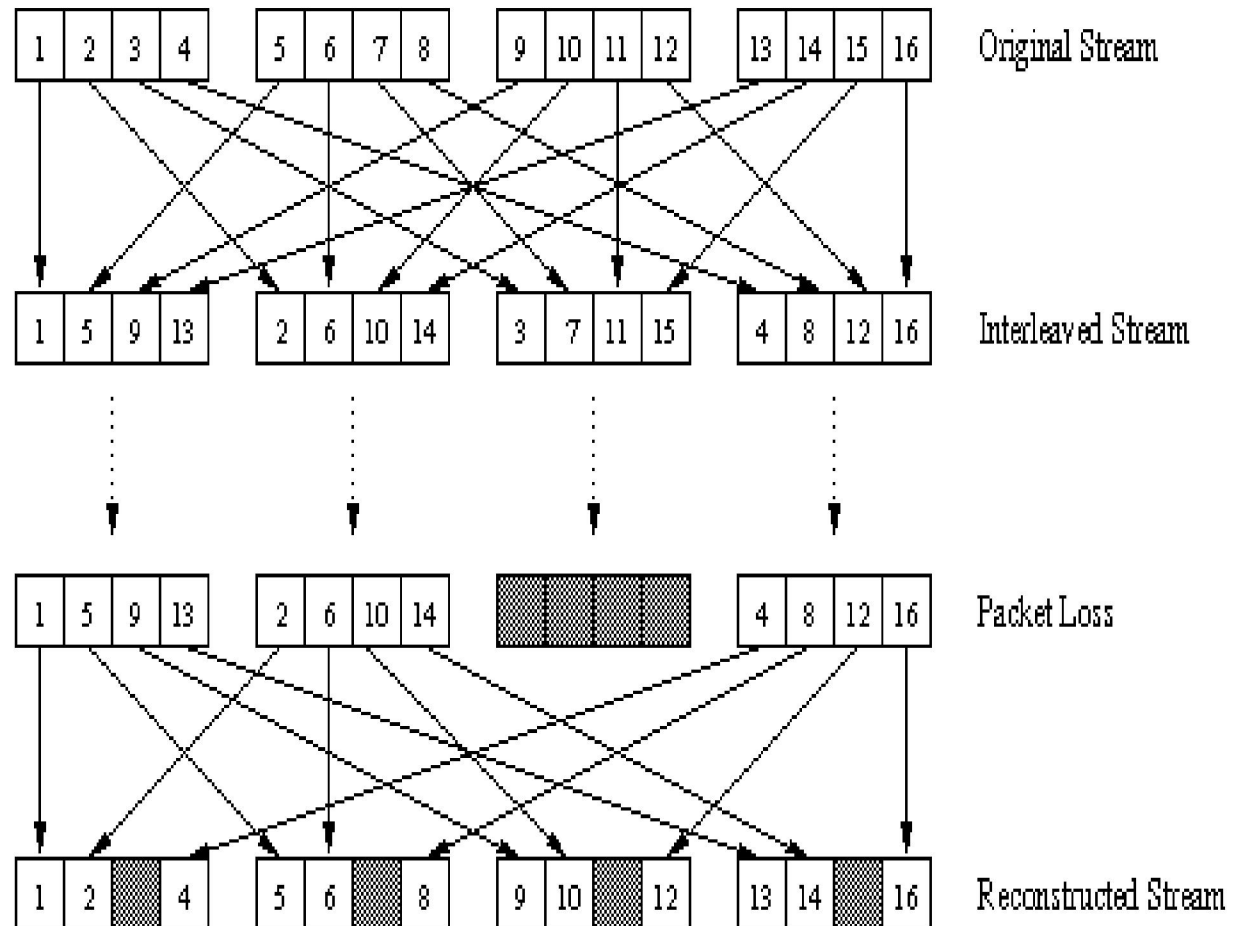 1 2 3 4 5 6 7 8 9 10 11 12 13 14 15 16 Original Stream
1 5 9 13 2 6 10 14 3 7 11 15 4 8 12 16 Interleaved Stream
1 5 9 13 2 6 10 14 4 8 12 16 Packet Loss
1 2 4 5 6 8 9 10 12 13 14 16 Reconstructed Stream